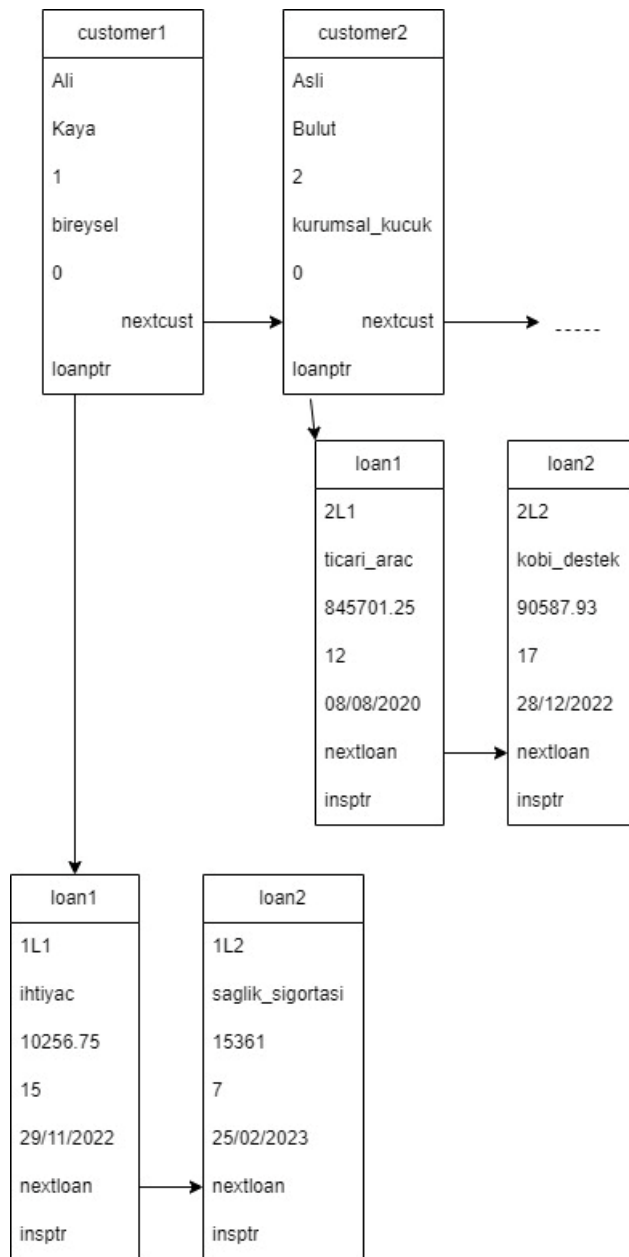 customer1
Ali
Kaya
1
bireysel
0
nextcust
loanptr
customer2
Asli
Bulut
2
kurumsal_kucuk
0
nextcust
loanptr
-----
loan1
2L1
ticari_arac
845701.25
12
08/08/2020
nextloan
insptr
loan2
2L2
kobi_destek
90587.93
17
28/12/2022
nextloan
insptr
loan1
1L1
ihtiyac
10256.75
15
29/11/2022
nextloan
insptr
loan2
1L2
saglik_sigortasi
15361
7
25/02/2023
nextloan
insptr